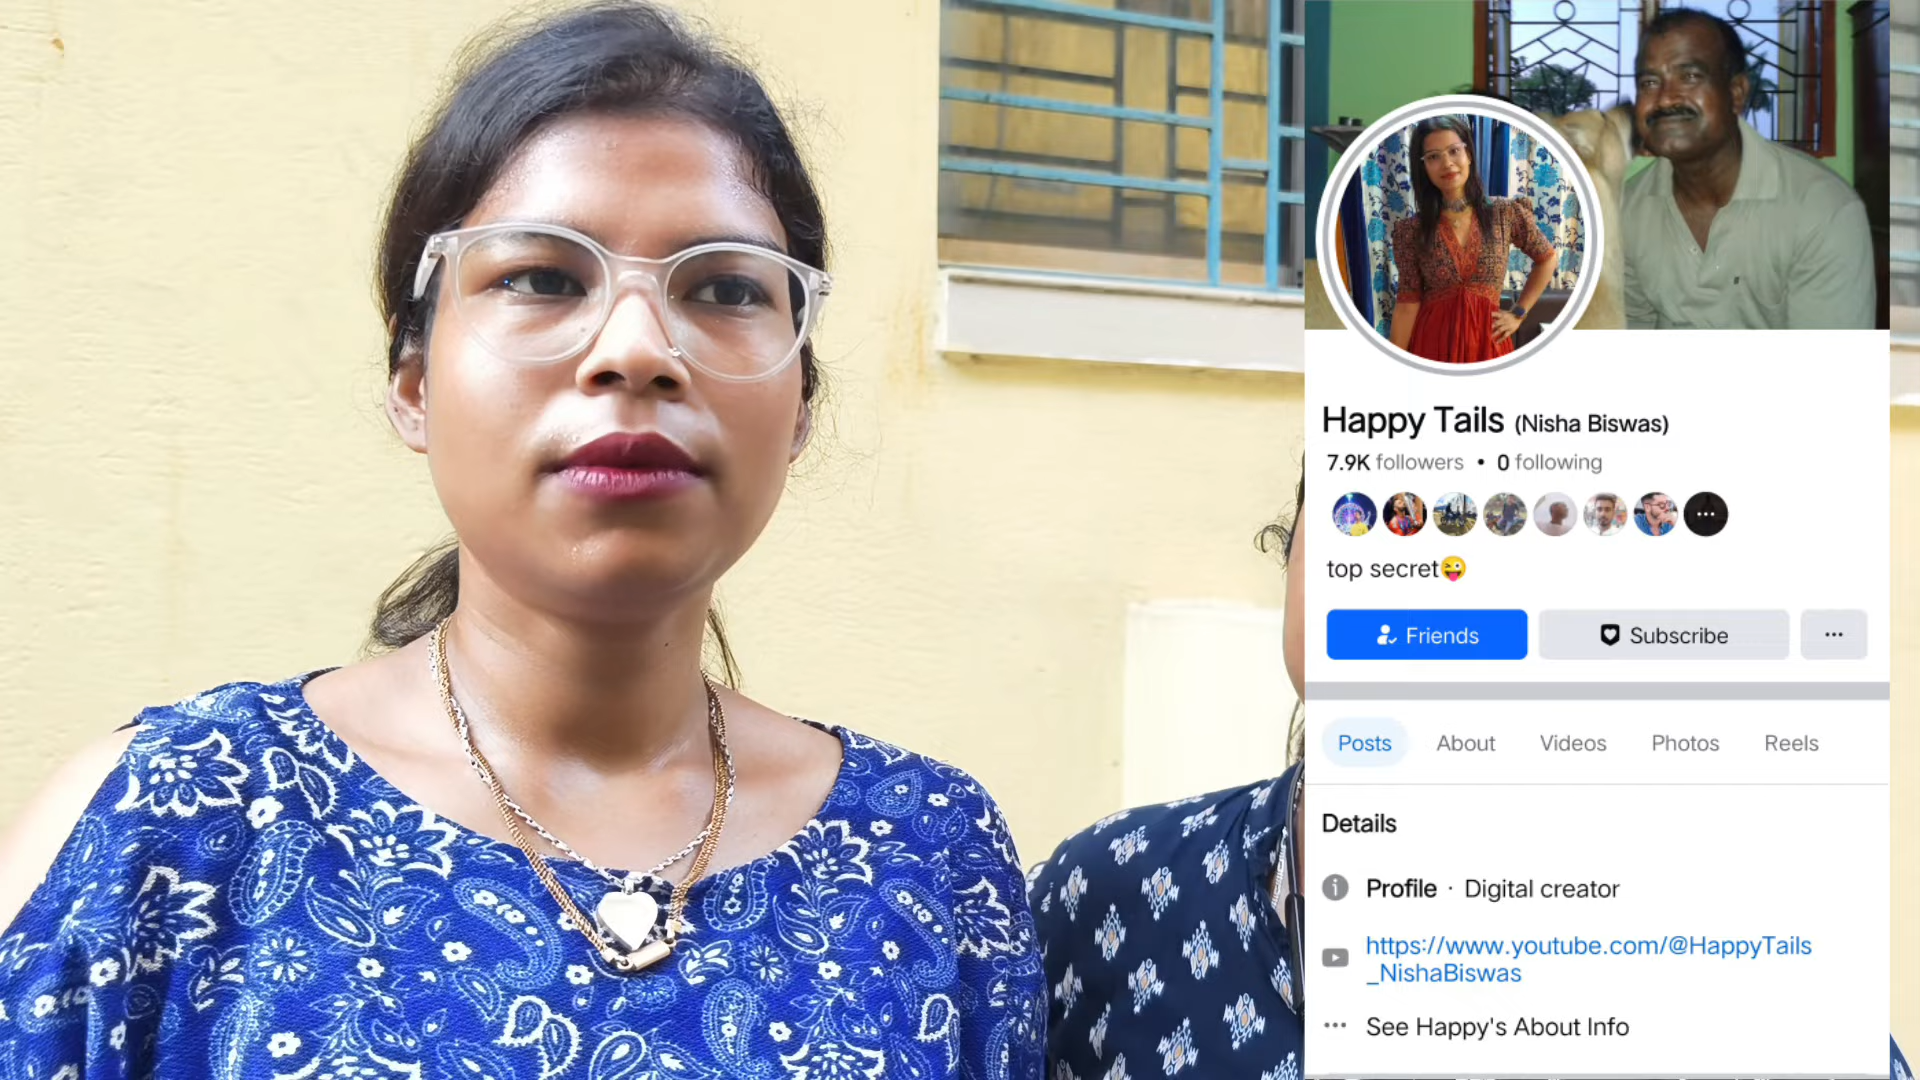 Happy Tails (Nisha Biswas)
7.9K followers • 0 following
top secret😜
Friends
Subscribe
Posts About Videos Photos Reels
Details
Profile · Digital creator
https://www.youtube.com/@HappyTails
_NishaBiswas
See Happy's About Info